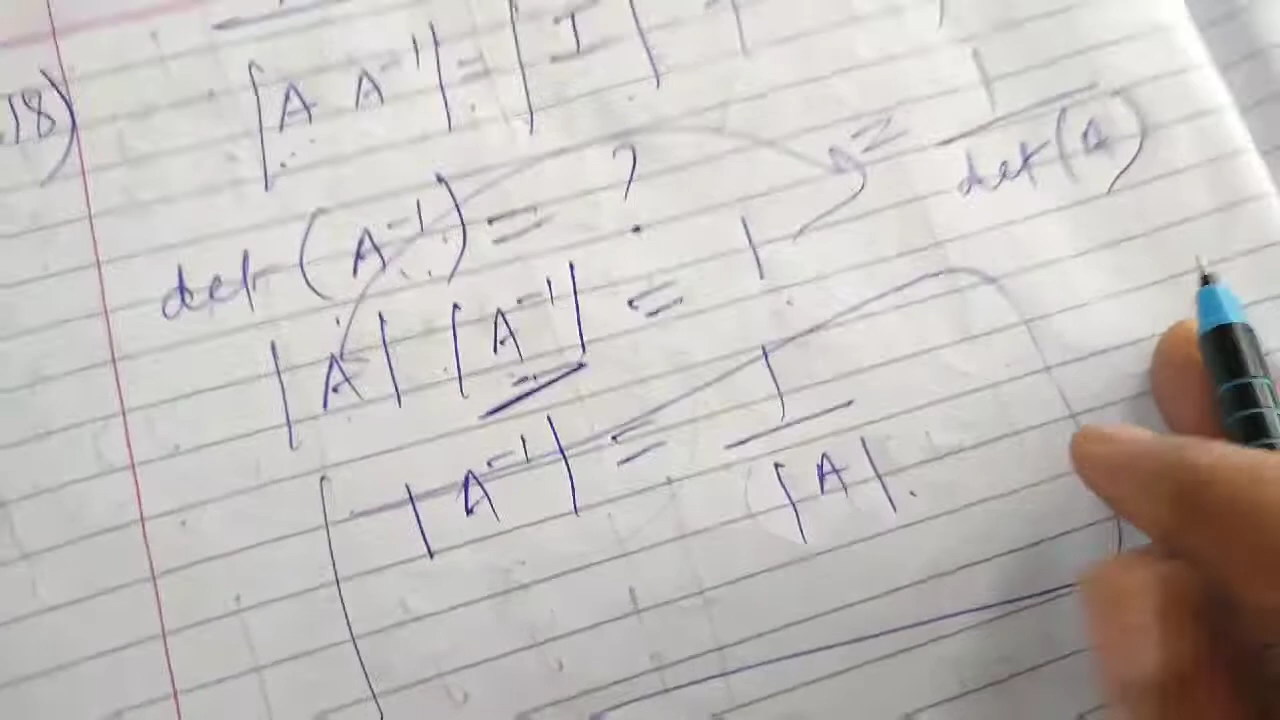 18) |A A⁻¹| = |I|
det (A⁻¹) = ? = 1/det(A)
|A| |A⁻¹| = 1
|A⁻¹| = 1/|A|.